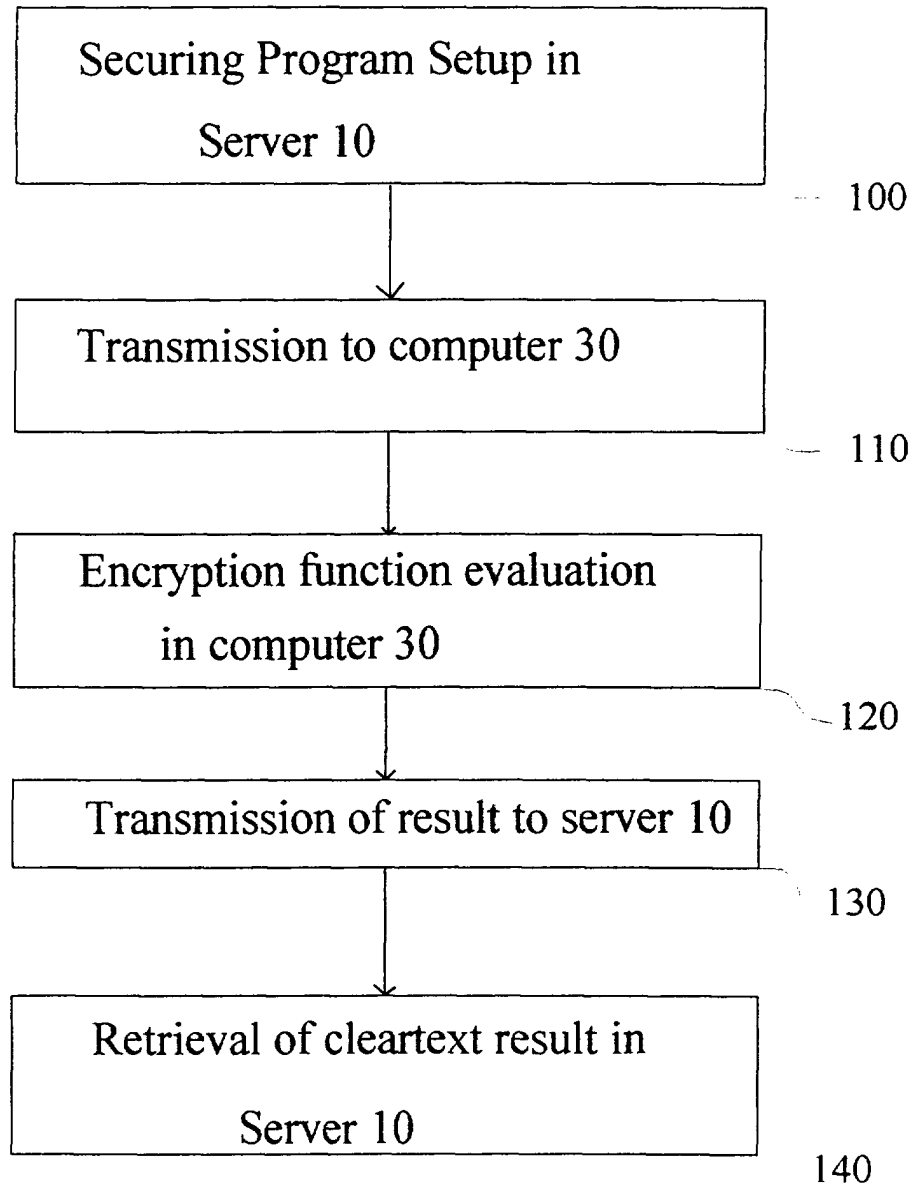 Securing Program Setup in
Server 10
100
Transmission to computer 30
110
Encryption function evaluation
in computer 30
120
Transmission of result to server 10
130
Retrieval of cleartext result in
Server 10
140